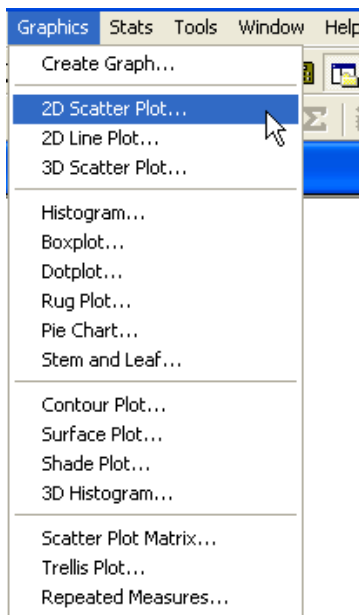 Graphics Stats Tools Window Help
Create Graph...
2D Scatter Plot...
2D Line Plot...
3D Scatter Plot...
Histogram...
Boxplot...
Dotplot...
Rug Plot...
Pie Chart...
Stem and Leaf...
Contour Plot...
Surface Plot...
Shade Plot...
3D Histogram...
Scatter Plot Matrix...
Trellis Plot...
Repeated Measures...